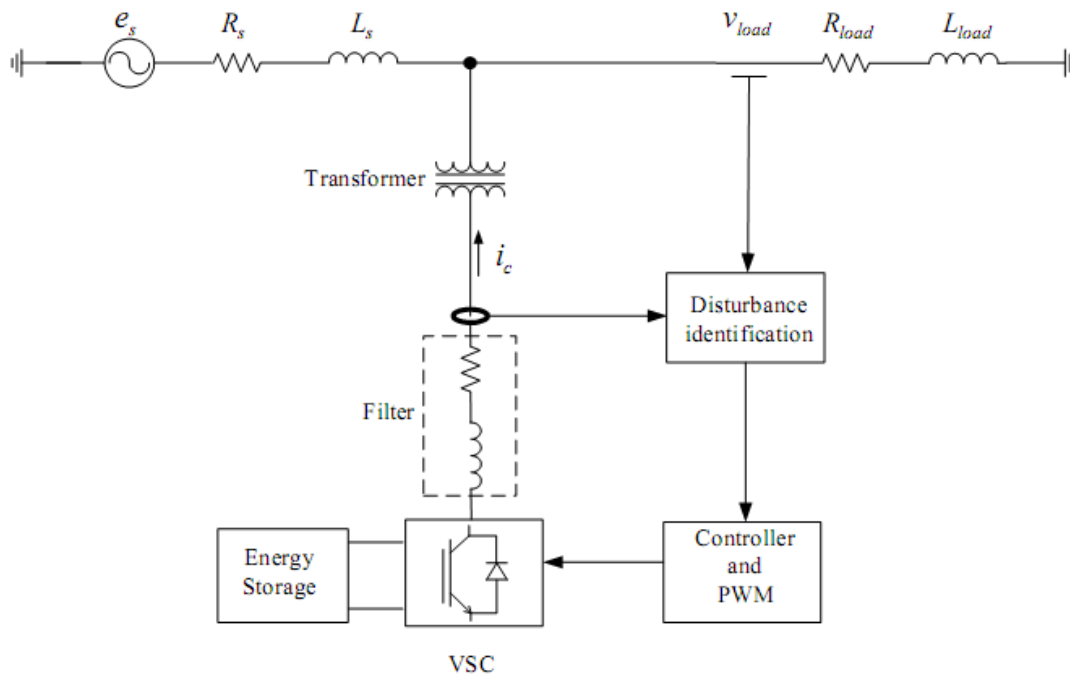 e_s
R_s
L_s
v_load
R_load
L_load
Transformer
i_c
Disturbance
identification
Filter
Energy
Storage
Controller
and
PWM
VSC